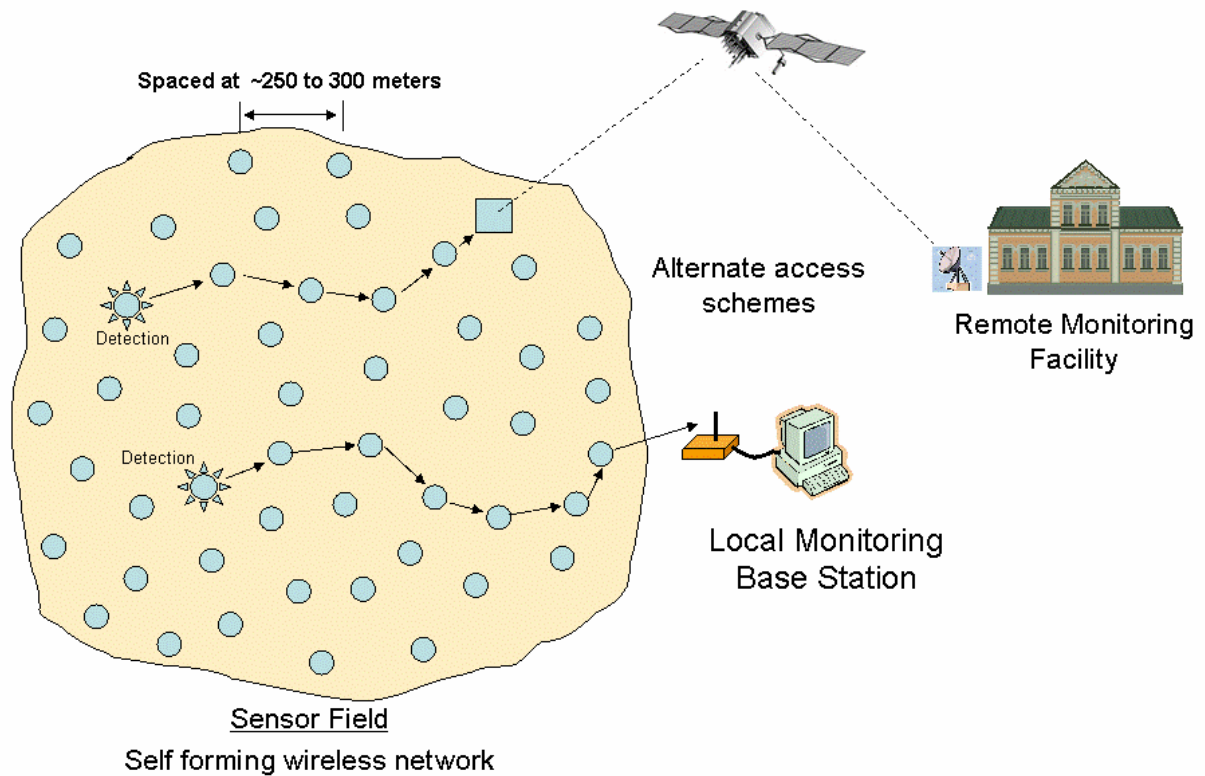 Spaced at ~250 to 300 meters
Alternate access
schemes
Remote Monitoring
Facility
Detection
Detection
Local Monitoring
Base Station
Sensor Field
Self forming wireless network